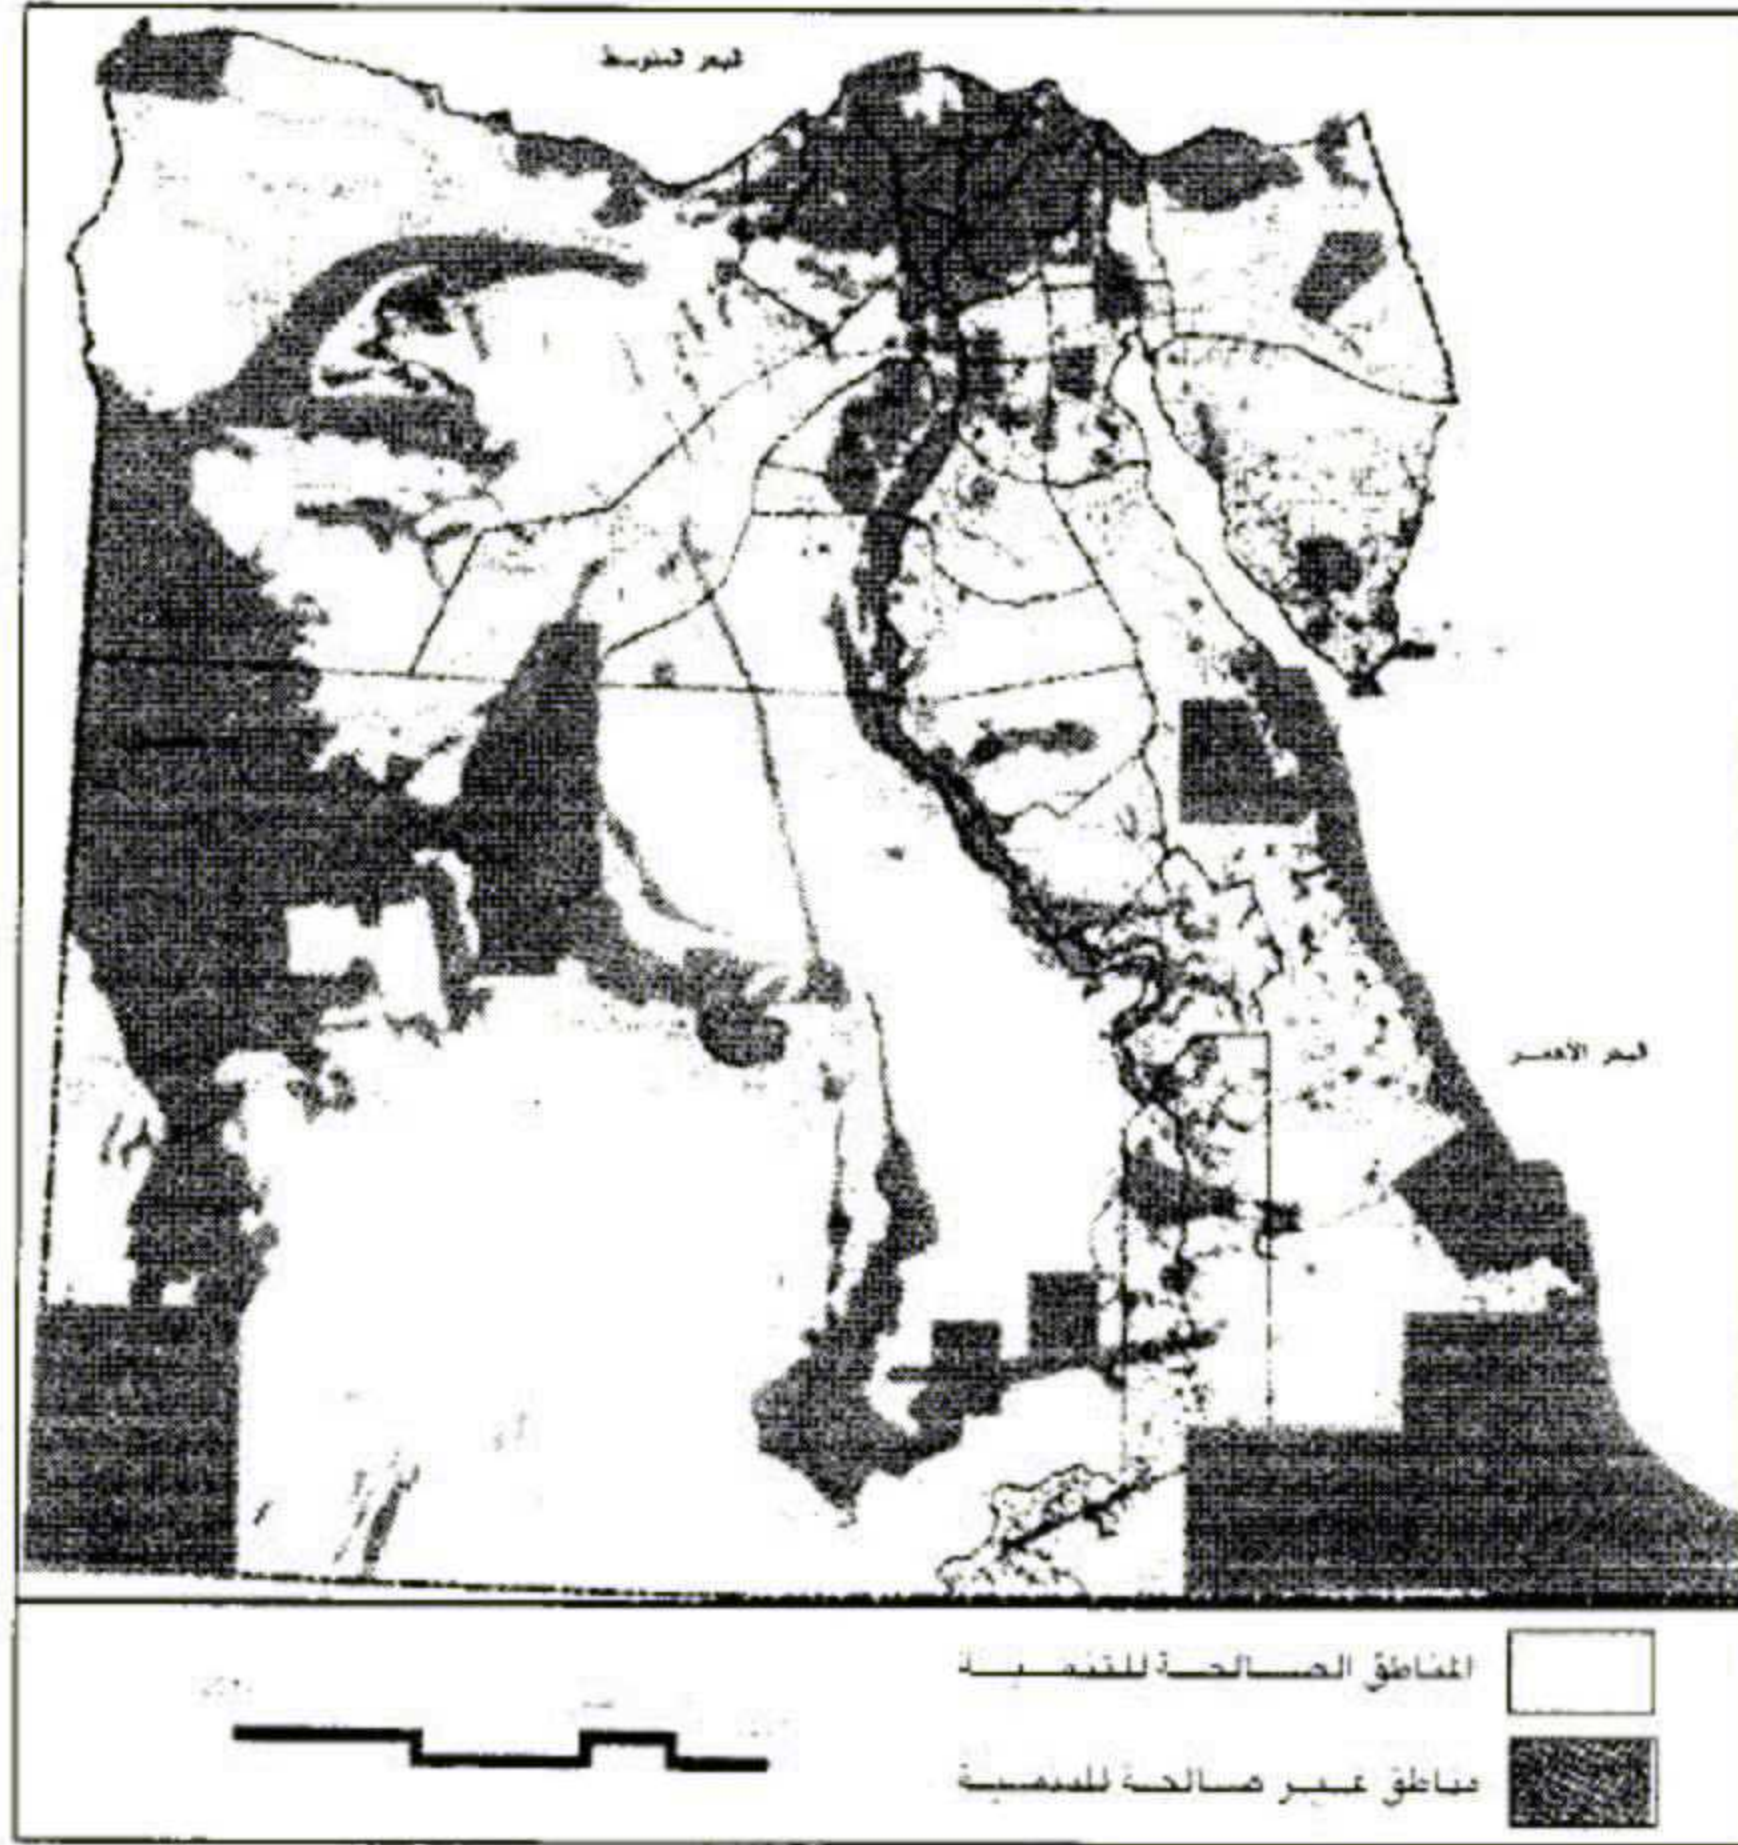 البحر المتوسط
البحر الأحمر
المناطق الصالحة للتنمية
مناطق غير صالحة للتنمية